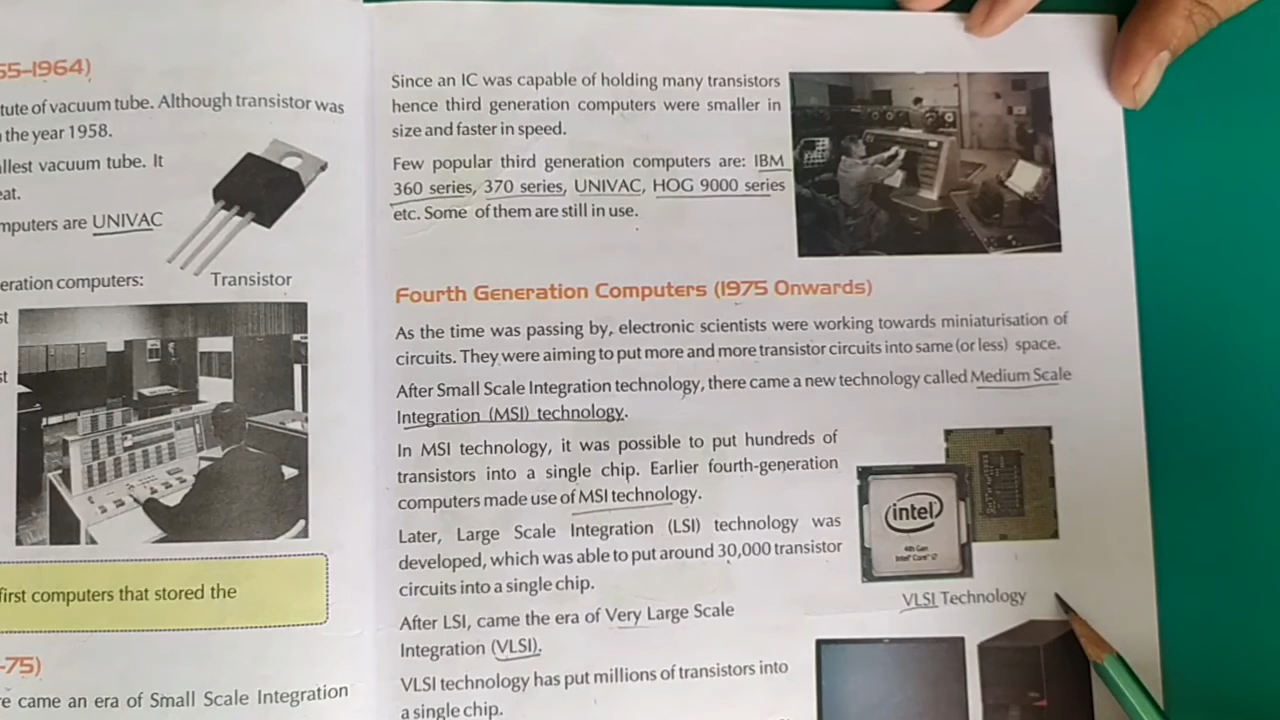 55–1964)
tute of vacuum tube. Although transistor was
the year 1958.
allest vacuum tube. It
eat.
mputers are UNIVAC
eration computers:
Transistor
st
st
first computers that stored the
-75)
re came an era of Small Scale Integration
Since an IC was capable of holding many transistors
hence third generation computers were smaller in
size and faster in speed.
Few popular third generation computers are: IBM
360 series, 370 series, UNIVAC, HOG 9000 series
etc. Some of them are still in use.
Fourth Generation Computers (1975 Onwards)
As the time was passing by, electronic scientists were working towards miniaturisation of
circuits. They were aiming to put more and more transistor circuits into same (or less) space.
After Small Scale Integration technology, there came a new technology called Medium Scale
Integration (MSI) technology.
In MSI technology, it was possible to put hundreds of
transistors into a single chip. Earlier fourth-generation
computers made use of MSI technology.
Later, Large Scale Integration (LSI) technology was
developed, which was able to put around 30,000 transistor
circuits into a single chip.
After LSI, came the era of Very Large Scale
Integration (VLSI).
VLSI technology has put millions of transistors into
a single chip.
intel
4th Gen
Intel® Core™ i7
VLSI Technology